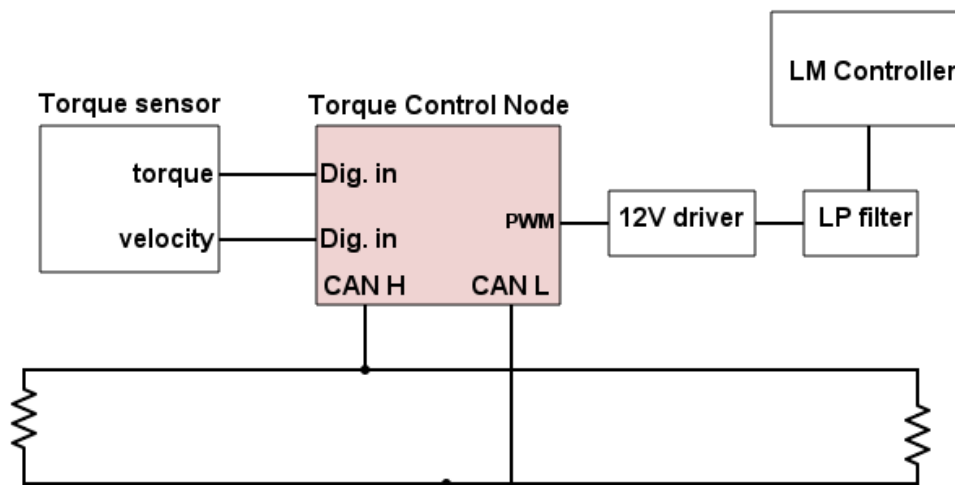 LM Controller
Torque sensor
Torque Control Node
torque
Dig. in
velocity
Dig. in
PWM
12V driver
LP filter
CAN H
CAN L